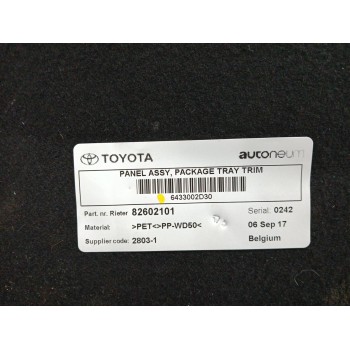 TOYOTA
autoneum
PANEL ASSY, PACKAGE TRAY TRIM
6433002D30
Part. nr. Rieter 82602101 Serial. 0242
Material: >PET<>PP-WD50< 06 Sep 17
Supplier code: 2803-1 Belgium